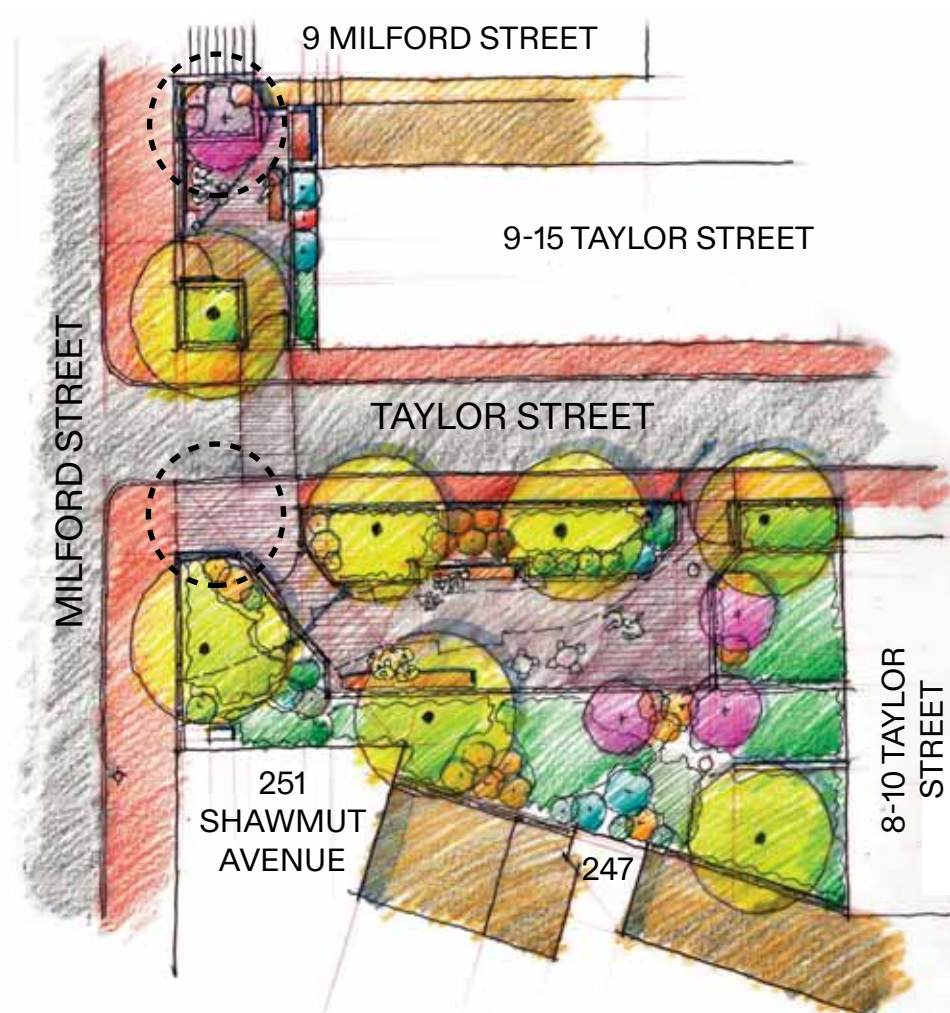 9 MILFORD STREET
9-15 TAYLOR STREET
MILFORD STREET
TAYLOR STREET
251
SHAWMUT
AVENUE
247
8-10 TAYLOR
STREET